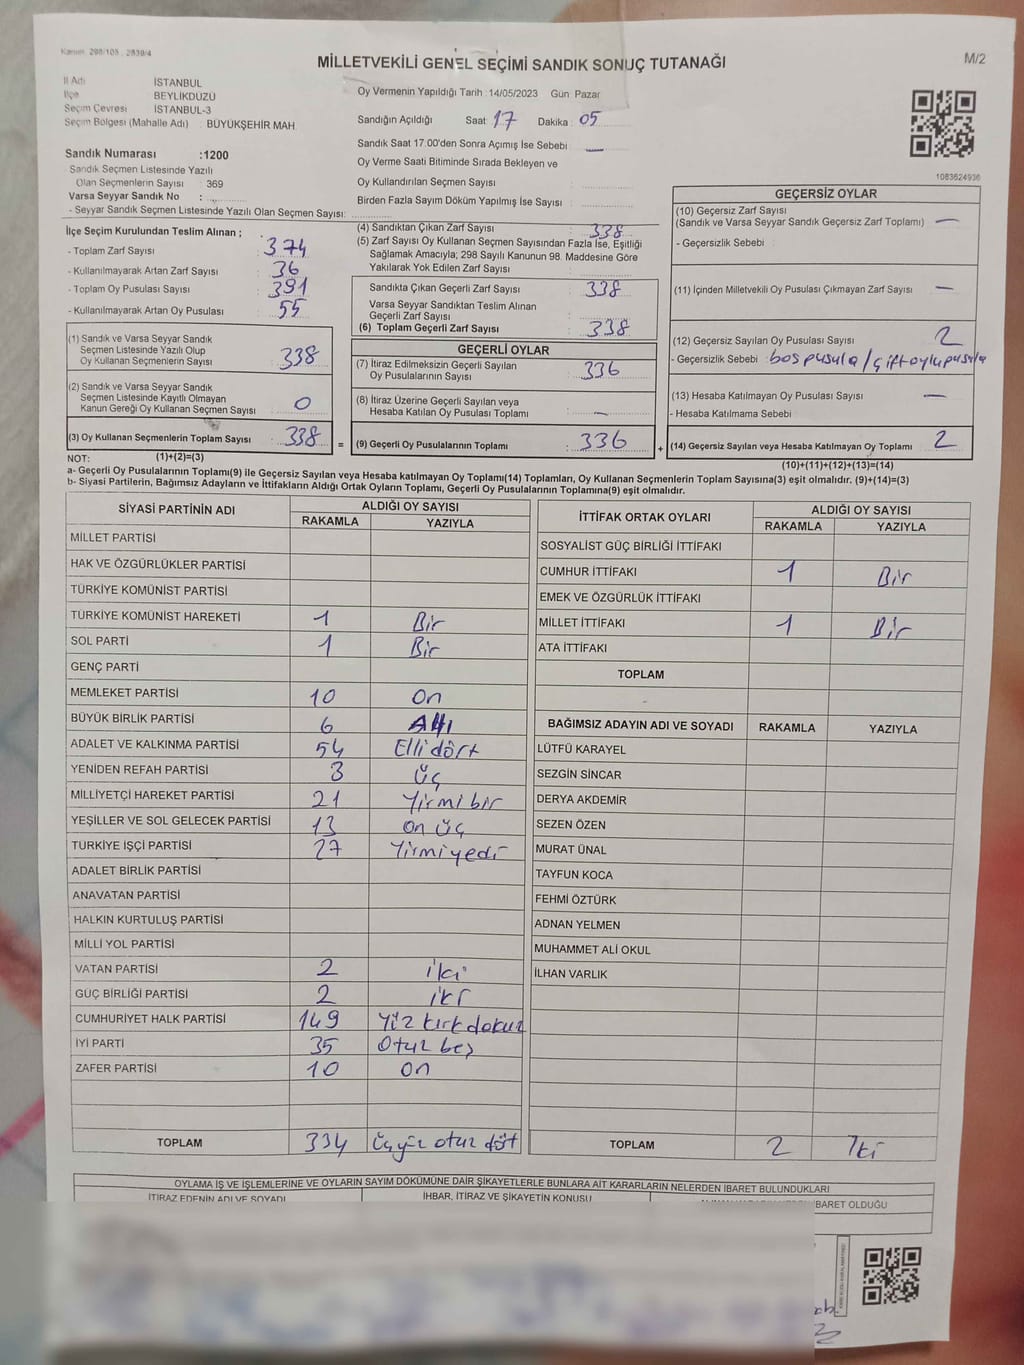 Kanun: 298/105 , 2839/4
MİLLETVEKİLİ GENEL SEÇİMİ SANDIK SONUÇ TUTANAĞI
M/2
İl Adı : İSTANBUL
İlçe : BEYLİKDÜZÜ
Seçim Çevresi : İSTANBUL-3
Seçim Bölgesi (Mahalle Adı) : BÜYÜKŞEHİR MAH.
Oy Vermenin Yapıldığı Tarih :14/05/2023 Gün: Pazar
Sandığın Açıldığı Saat: 17 Dakika: 05
Sandık Saat 17.00'den Sonra Açımış İse Sebebi : —
Oy Verme Saati Bitiminde Sırada Bekleyen ve
Oy Kullandırılan Seçmen Sayısı :
Birden Fazla Sayım Döküm Yapılmış İse Sayısı :
1083624936
Sandık Numarası :1200
Sandık Seçmen Listesinde Yazılı
Olan Seçmenlerin Sayısı : 369
Varsa Seyyar Sandık No :
- Seyyar Sandık Seçmen Listesinde Yazılı Olan Seçmen Sayısı:
İlçe Seçim Kurulundan Teslim Alınan ;
- Toplam Zarf Sayısı : 374
- Kullanılmayarak Artan Zarf Sayısı : 36
- Toplam Oy Pusulası Sayısı : 391
- Kullanılmayarak Artan Oy Pusulası : 55
(1) Sandık ve Varsa Seyyar Sandık
Seçmen Listesinde Yazılı Olup
Oy Kullanan Seçmenlerin Sayısı : 338
(2) Sandık ve Varsa Seyyar Sandık
Seçmen Listesinde Kayıtlı Olmayan
Kanun Gereği Oy Kullanan Seçmen Sayısı : 0
(3) Oy Kullanan Seçmenlerin Toplam Sayısı : 338
(1)+(2)=(3)
(4) Sandıktan Çıkan Zarf Sayısı : 338
(5) Zarf Sayısı Oy Kullanan Seçmen Sayısından Fazla İse, Eşitliği
Sağlamak Amacıyla; 298 Sayılı Kanunun 98. Maddesine Göre
Yakılarak Yok Edilen Zarf Sayısı :
Sandıkta Çıkan Geçerli Zarf Sayısı : 338
Varsa Seyyar Sandıktan Teslim Alınan
Geçerli Zarf Sayısı :
(6) Toplam Geçerli Zarf Sayısı : 338
GEÇERLİ OYLAR
(7) İtiraz Edilmeksizin Geçerli Sayılan
Oy Pusulalarının Sayısı : 336
(8) İtiraz Üzerine Geçerli Sayılan veya
Hesaba Katılan Oy Pusulası Toplamı : —
= (9) Geçerli Oy Pusulalarının Toplamı : 336
GEÇERSİZ OYLAR
(10) Geçersiz Zarf Sayısı
(Sandık ve Varsa Seyyar Sandık Geçersiz Zarf Toplamı) : —
- Geçersizlik Sebebi :
(11) İçinden Milletvekili Oy Pusulası Çıkmayan Zarf Sayısı : —
(12) Geçersiz Sayılan Oy Pusulası Sayısı : 2
- Geçersizlik Sebebi : boş pusula / çift oylu pusula
(13) Hesaba Katılmayan Oy Pusulası Sayısı : —
- Hesaba Katılmama Sebebi :
+ (14) Geçersiz Sayılan veya Hesaba Katılmayan Oy Toplamı : 2
(10)+(11)+(12)+(13)=(14)
NOT:
a- Geçerli Oy Pusulalarının Toplamı(9) ile Geçersiz Sayılan veya Hesaba katılmayan Oy Toplamı(14) Toplamları, Oy Kullanan Seçmenlerin Toplam Sayısına(3) eşit olmalıdır. (9)+(14)=(3)
b- Siyasi Partilerin, Bağımsız Adayların ve İttifakların Aldığı Ortak Oyların Toplamı, Geçerli Oy Pusulalarının Toplamına(9) eşit olmalıdır.
SİYASİ PARTİNİN ADI ALDIĞI OY SAYISI
RAKAMLA YAZIYLA
MİLLET PARTİSİ
HAK VE ÖZGÜRLÜKLER PARTİSİ
TÜRKİYE KOMÜNİST PARTİSİ
TÜRKİYE KOMÜNİST HAREKETİ 1 Bir
SOL PARTİ 1 Bir
GENÇ PARTİ
MEMLEKET PARTİSİ 10 on
BÜYÜK BİRLİK PARTİSİ 6 Altı
ADALET VE KALKINMA PARTİSİ 54 Elli dört
YENİDEN REFAH PARTİSİ 3 üç
MİLLİYETÇİ HAREKET PARTİSİ 21 Yirmi bir
YEŞİLLER VE SOL GELECEK PARTİSİ 13 on üç
TÜRKİYE İŞÇİ PARTİSİ 27 Yirmi yedi
ADALET BİRLİK PARTİSİ
ANAVATAN PARTİSİ
HALKIN KURTULUŞ PARTİSİ
MİLLİ YOL PARTİSİ
VATAN PARTİSİ 2 iki
GÜÇ BİRLİĞİ PARTİSİ 2 iki
CUMHURİYET HALK PARTİSİ 149 Yüz kırk dokuz
İYİ PARTİ 35 Otuz beş
ZAFER PARTİSİ 10 on
TOPLAM 334 Üçyüz otuz döt
İTTİFAK ORTAK OYLARI ALDIĞI OY SAYISI
RAKAMLA YAZIYLA
SOSYALİST GÜÇ BİRLİĞİ İTTİFAKI
CUMHUR İTTİFAKI 1 Bir
EMEK VE ÖZGÜRLÜK İTTİFAKI
MİLLET İTTİFAKI 1 Bir
ATA İTTİFAKI
TOPLAM
BAĞIMSIZ ADAYIN ADI VE SOYADI RAKAMLA YAZIYLA
LÜTFÜ KARAYEL
SEZGİN SİNCAR
DERYA AKDEMİR
SEZEN ÖZEN
MURAT ÜNAL
TAYFUN KOCA
FEHMİ ÖZTÜRK
ADNAN YELMEN
MUHAMMET ALİ OKUL
İLHAN VARLIK
TOPLAM 2 İki
OYLAMA İŞ VE İŞLEMLERİNE VE OYLARIN SAYIM DÖKÜMÜNE DAİR ŞİKAYETLERLE BUNLARA AİT KARARLARIN NELERDEN İBARET BULUNDUKLARI
İTİRAZ EDENİN ADI VE SOYADI İHBAR, İTİRAZ VE ŞİKAYETİN KONUSU İBARET OLDUĞU